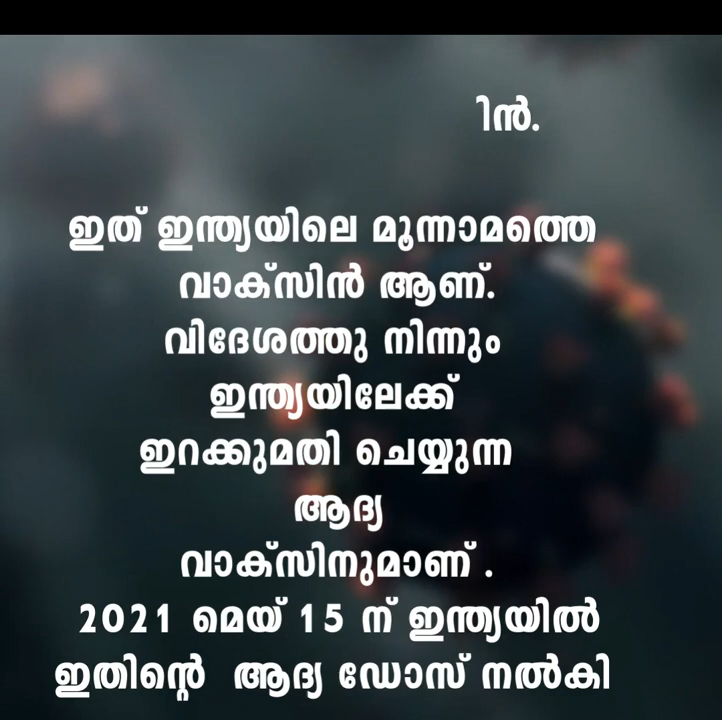 ിൻ.
ഇത് ഇന്ത്യയിലെ മൂന്നാമത്തെ
വാക്സിൻ ആണ്.
വിദേശത്തു നിന്നും
ഇന്ത്യയിലേക്ക്
ഇറക്കുമതി ചെയ്യുന്ന
ആദ്യ
വാക്സിനുമാണ് .
2021 മെയ് 15 ന് ഇന്ത്യയിൽ
ഇതിന്റെ ആദ്യ ഡോസ് നൽകി